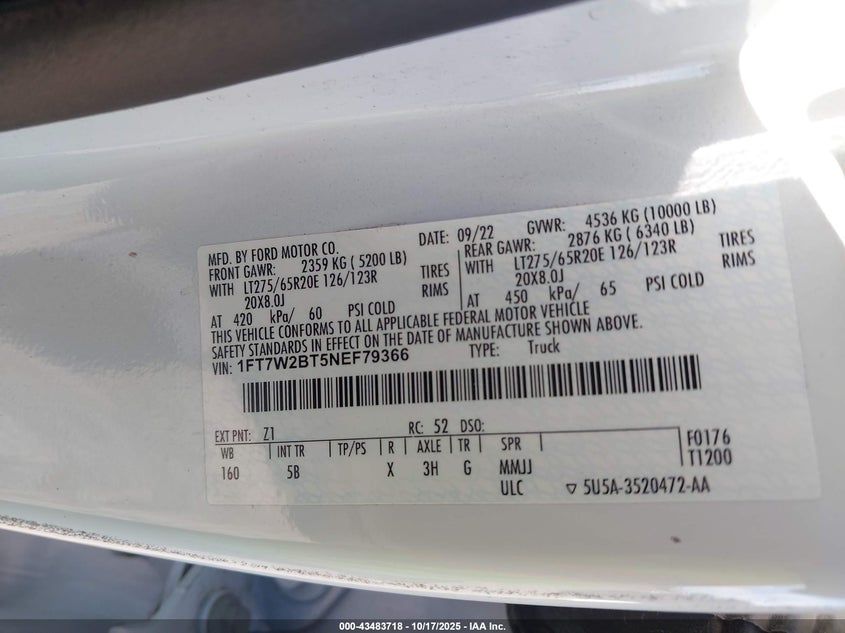 MFD. BY FORD MOTOR CO.
DATE: 09/22 GVWR: 4536 KG (10000 LB)
FRONT GAWR: 2359 KG ( 5200 LB)
REAR GAWR: 2876 KG ( 6340 LB)
WITH LT275/65R20E 126/123R TIRES
WITH LT275/65R20E 126/123R TIRES
20X8.0J RIMS
20X8.0J RIMS
AT 420 kPa/ 60 PSI COLD
AT 450 kPa/ 65 PSI COLD
THIS VEHICLE CONFORMS TO ALL APPLICABLE FEDERAL MOTOR VEHICLE
SAFETY STANDARDS IN EFFECT ON THE DATE OF MANUFACTURE SHOWN ABOVE.
VIN: 1FT7W2BT5NEF79366 TYPE: Truck
EXT PNT: Z1 RC: 52 DSO:
WB INT TR TP/PS R AXLE TR SPR F0176
160 5B X 3H G MMJJ T1200
ULC ▽ 5U5A-3520472-AA
000-43483718 - 10/17/2025 - IAA Inc.